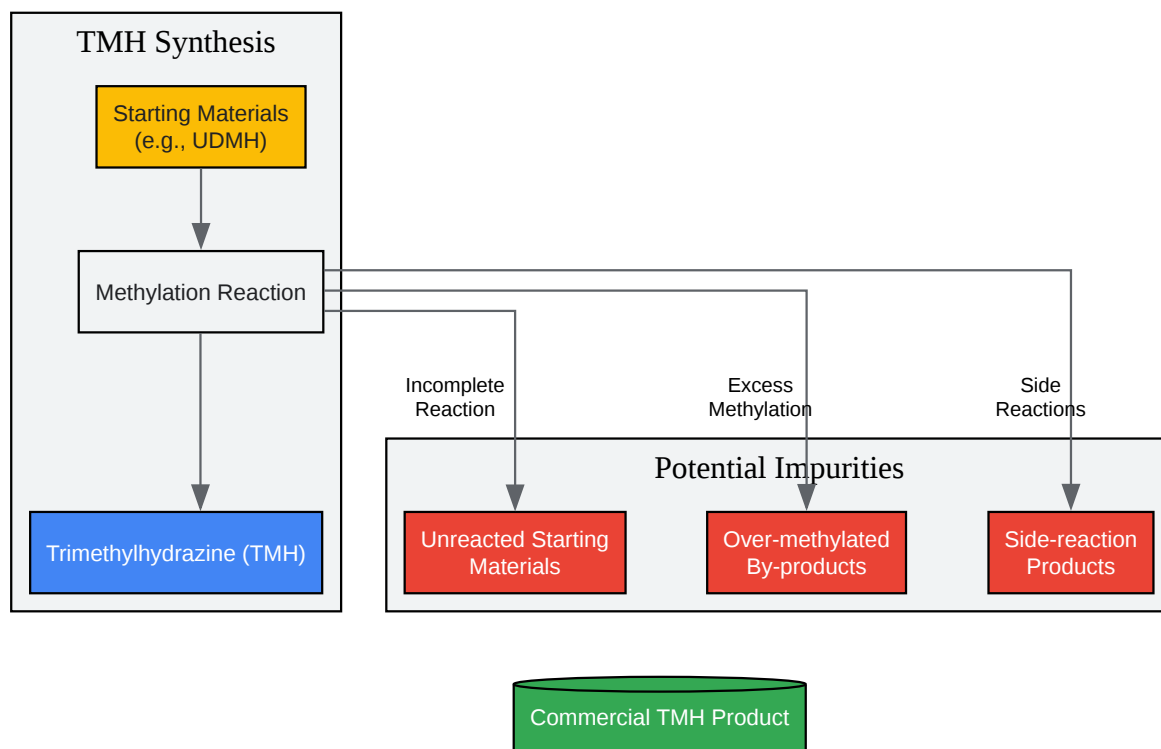 TMH Synthesis
Starting Materials
(e.g., UDMH)
Methylation Reaction
Incomplete
Reaction
Excess
Methylation
Side
Reactions
Potential Impurities
Trimethylhydrazine (TMH)
Unreacted Starting
Materials
Over-methylated
By-products
Side-reaction
Products
Commercial TMH Product